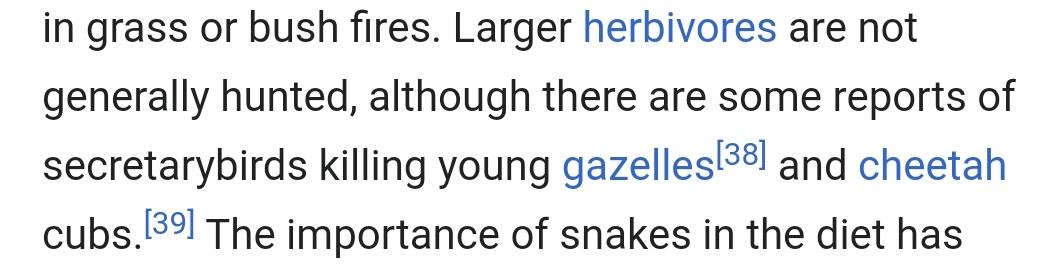 in grass or bush fires. Larger herbivores are not
generally hunted, although there are some reports of
secretarybirds killing young gazelles[38] and cheetah
cubs.[39] The importance of snakes in the diet has